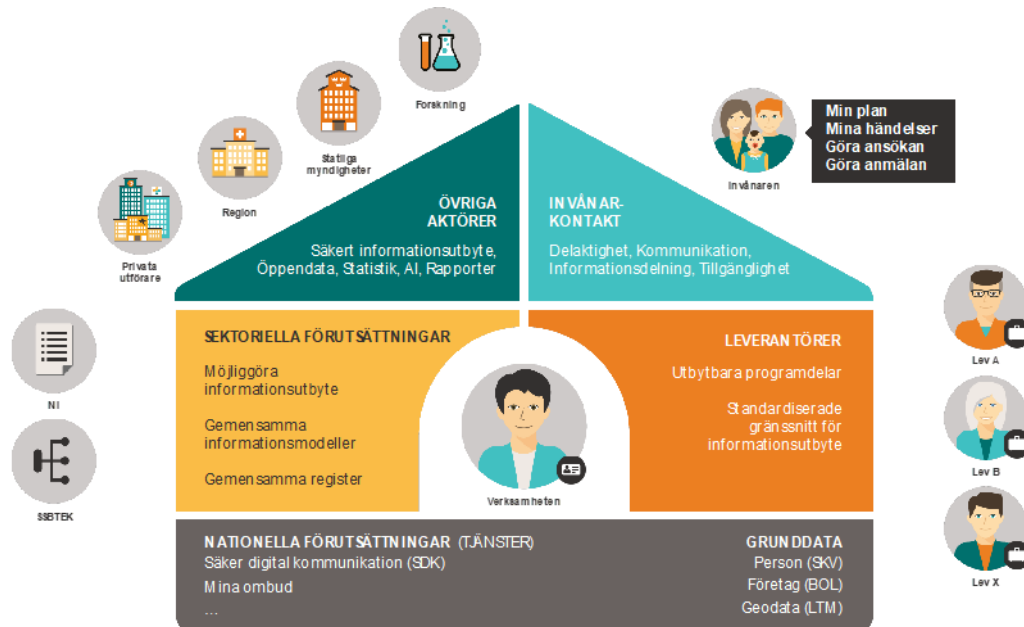 Forskning
Statliga
myndigheter
Region
Privata
utförare
Invånaren
Min plan
Mina händelser
Göra ansökan
Göra anmälan
ÖVRIGA
AKTÖRER
Säkert informationsutbyte,
Öppendata, Statistik, AI, Rapporter
INVÅNAR-
KONTAKT
Delaktighet, Kommunikation,
Informationsdelning, Tillgänglighet
NI
SSBTEK
SEKTORIELLA FÖRUTSÄTTNINGAR
Möjliggöra
informationsutbyte
Gemensamma
informationsmodeller
Gemensamma register
Verksamheten
LEVERANTÖRER
Utbytbara programdelar
Standardiserade
gränssnitt för
informationsutbyte
Lev A
Lev B
Lev X
NATIONELLA FÖRUTSÄTTNINGAR (TJÄNSTER)
Säker digital kommunikation (SDK)
Mina ombud
...
GRUNDDATA
Person (SKV)
Företag (BOL)
Geodata (LTM)